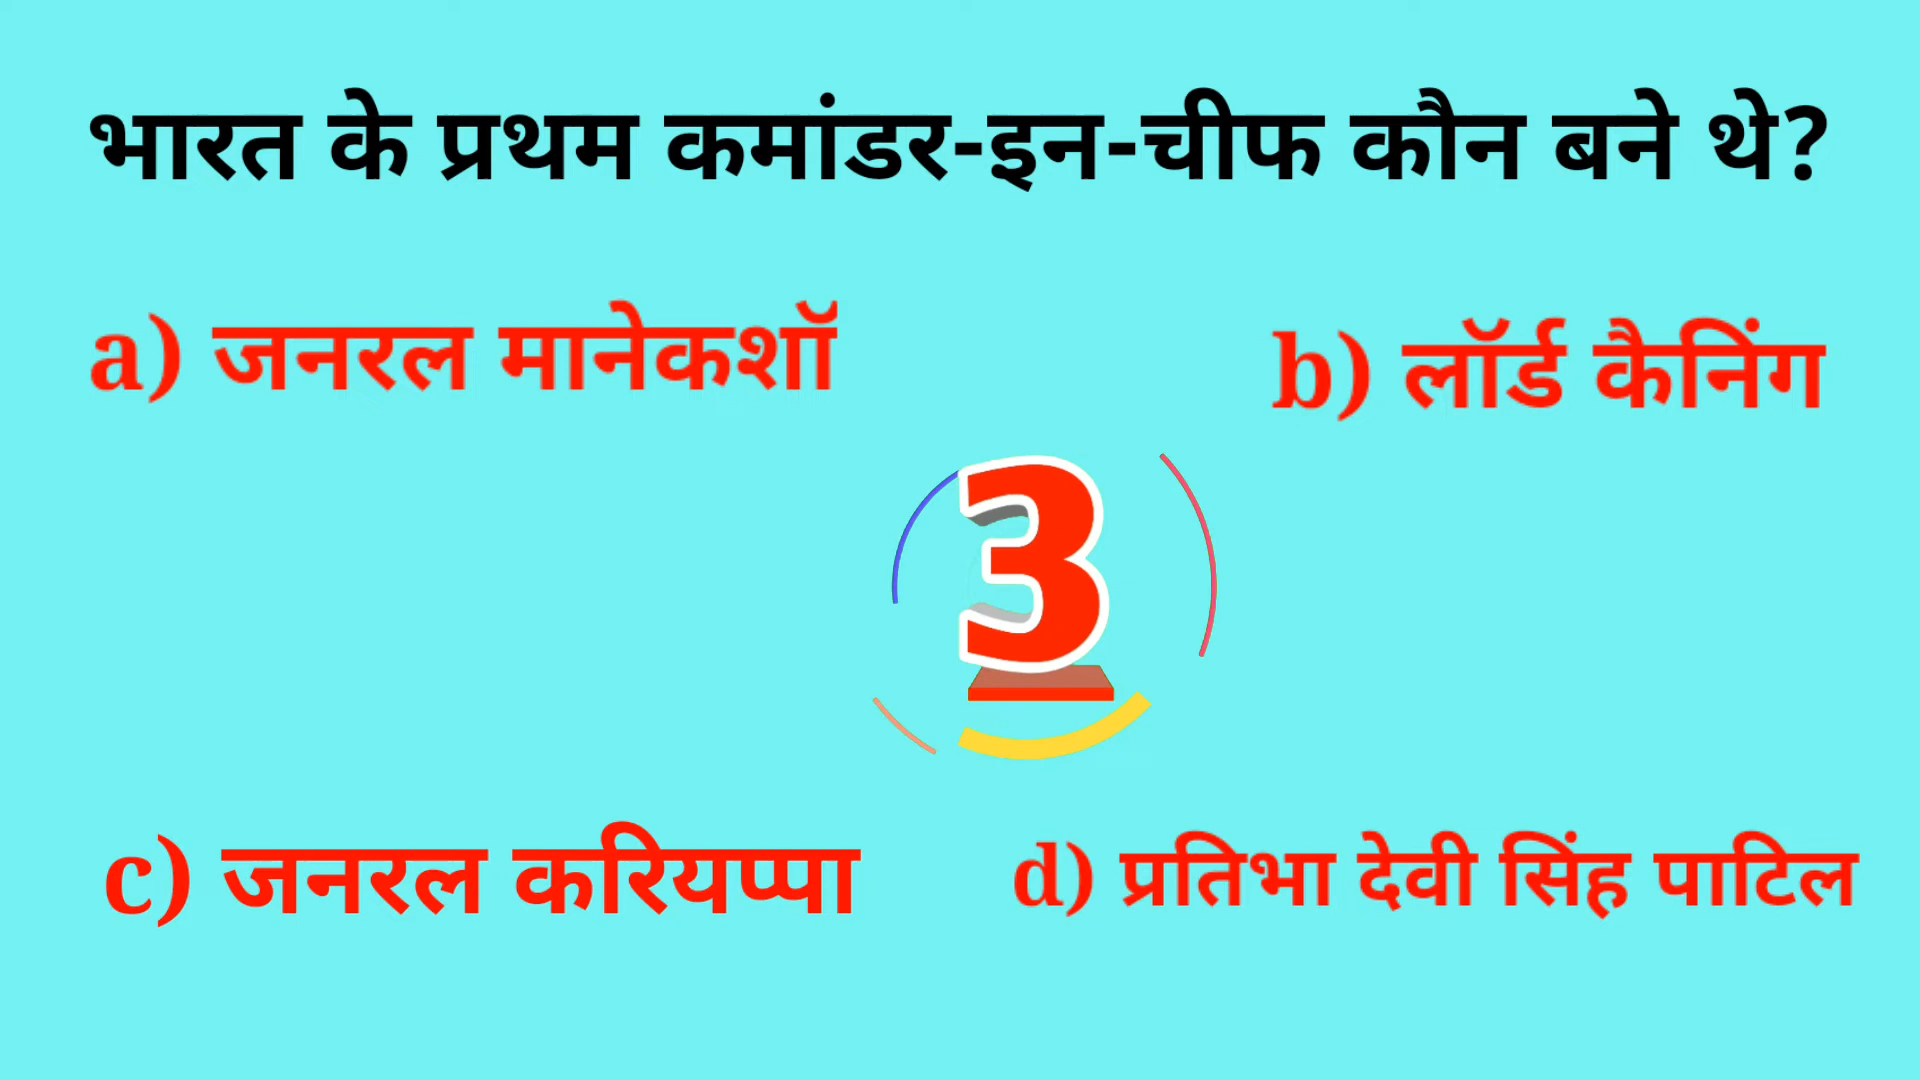 भारत के प्रथम कमांडर-इन-चीफ कौन बने थे?
a) जनरल मानेकशॉ
b) लॉर्ड कैनिंग
3
c) जनरल करियप्पा
d) प्रतिभा देवी सिंह पाटिल